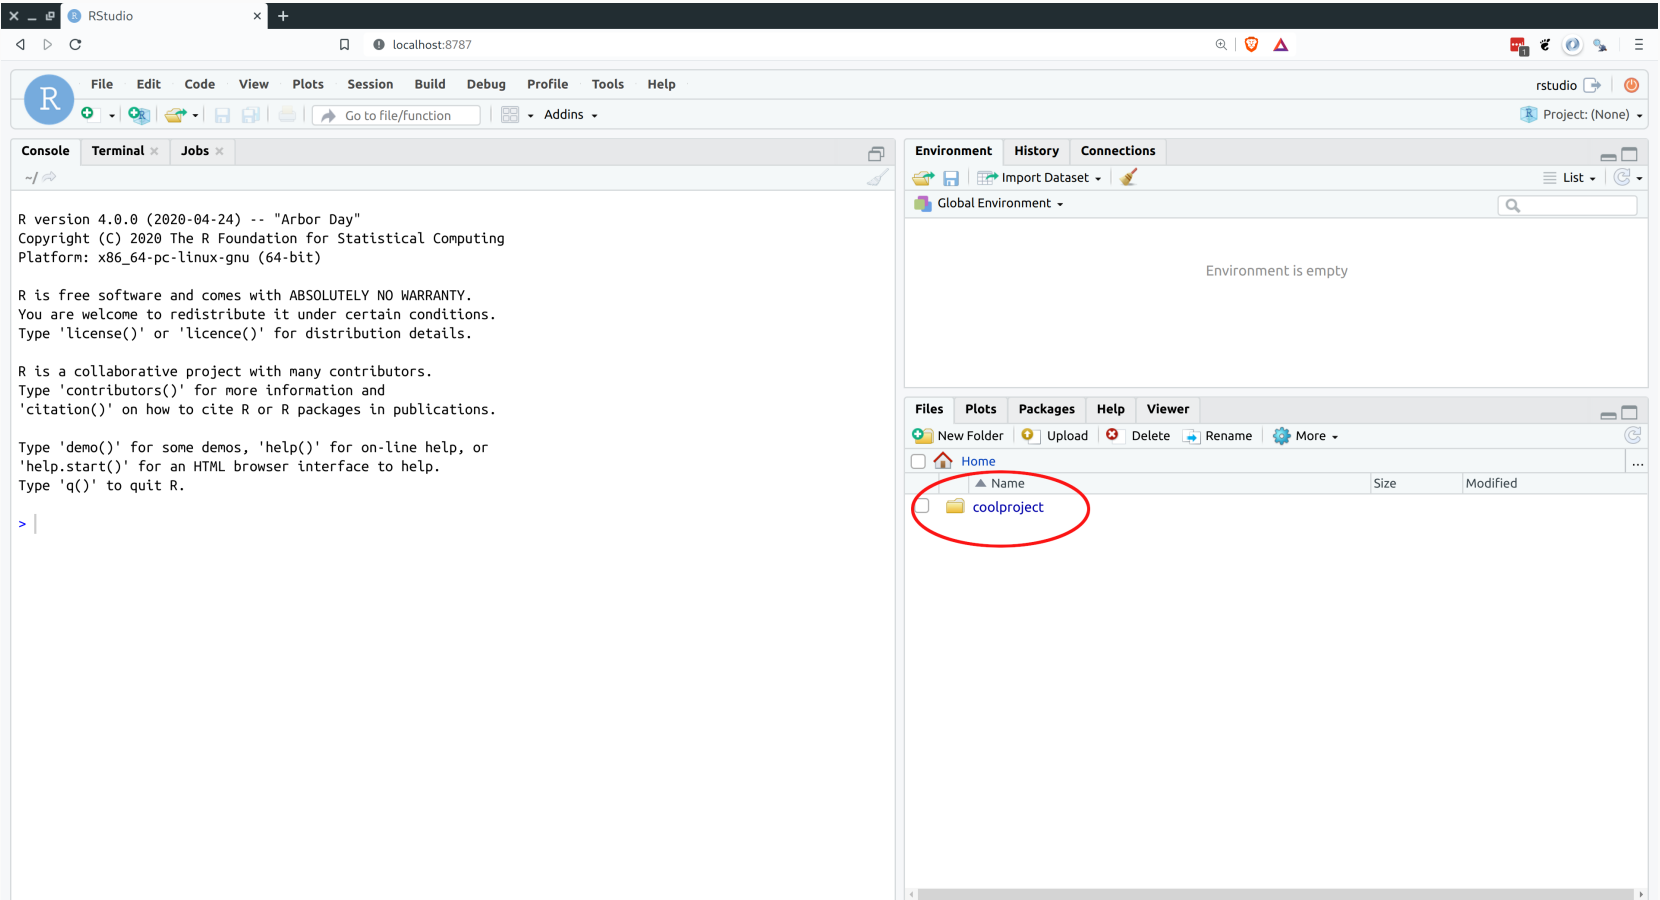 RStudio
localhost:8787
1
R
File Edit Code View Plots Session Build Debug Profile Tools Help
rstudio
R
Go to file/function
Addins
R Project: (None)
Console Terminal Jobs
~/
R version 4.0.0 (2020-04-24) -- "Arbor Day"
Copyright (C) 2020 The R Foundation for Statistical Computing
Platform: x86_64-pc-linux-gnu (64-bit)
R is free software and comes with ABSOLUTELY NO WARRANTY.
You are welcome to redistribute it under certain conditions.
Type 'license()' or 'licence()' for distribution details.
R is a collaborative project with many contributors.
Type 'contributors()' for more information and
'citation()' on how to cite R or R packages in publications.
Type 'demo()' for some demos, 'help()' for on-line help, or
'help.start()' for an HTML browser interface to help.
Type 'q()' to quit R.
>
Environment History Connections
Import Dataset
List
Global Environment
Environment is empty
Files Plots Packages Help Viewer
New Folder Upload Delete Rename More
Home
...
Name Size Modified
coolproject